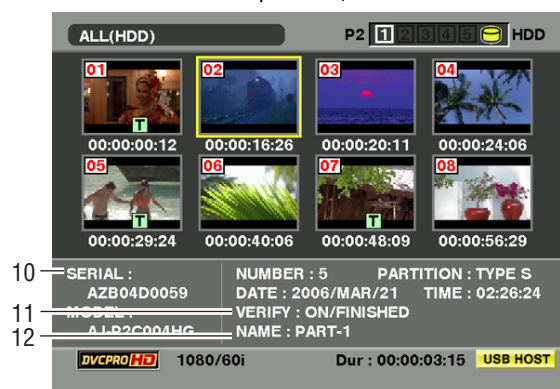 ALL(HDD) P2 1 2 3 4 5 HDD
01 02 03 04
T
00:00:00:12 00:00:16:26 00:00:20:11 00:00:24:06
05 06 07 08
T T
00:00:29:24 00:00:40:06 00:00:48:09 00:00:56:29
10 SERIAL : NUMBER : 5 PARTITION : TYPE S
AZB04D0059 DATE : 2006/MAR/21 TIME : 02:26:24
11 MODEL : VERIFY : ON/FINISHED
12 AJ-P2C004HG NAME : PART-1
DVCPRO HD 1080/60i Dur : 00:00:03:15 USB HOST